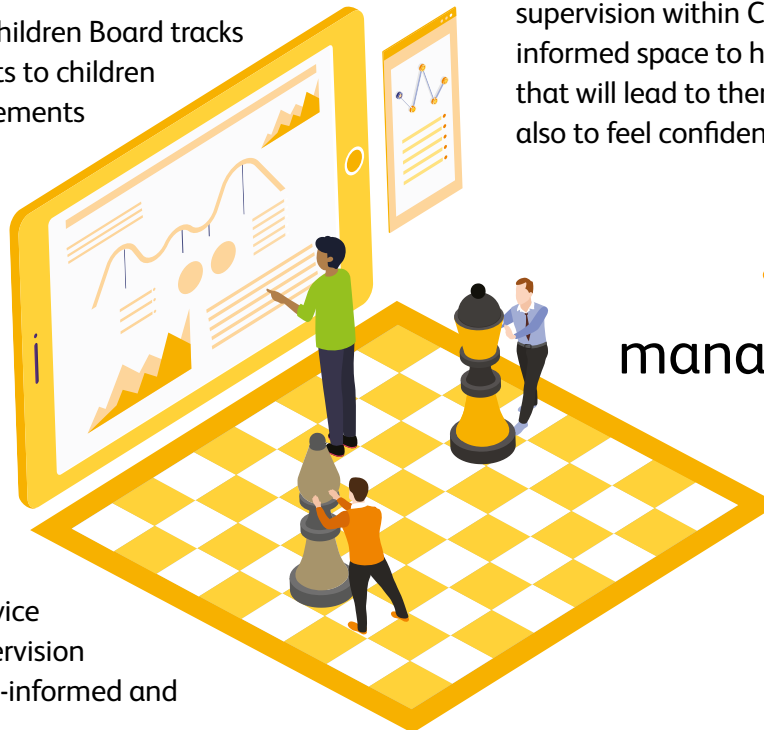 hildren Board tracks
ts to children
ements
supervision within C
informed space to h
that will lead to ther
also to feel confiden
mana
vice
ervision
-informed and